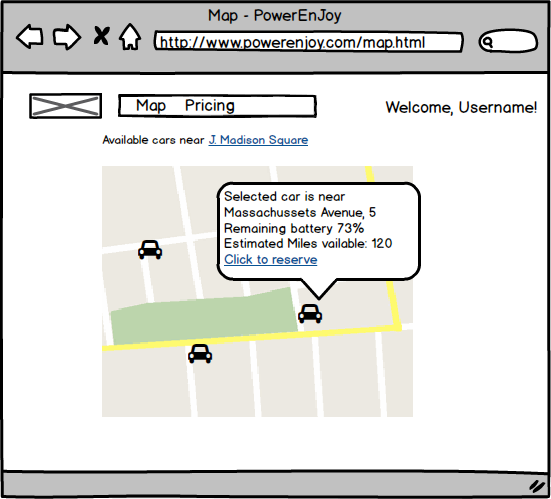 Map - PowerEnJoy
http://www.powerenjoy.com/map.html
Map Pricing
Welcome, Username!
Available cars near J. Madison Square
Selected car is near
Massachussets Avenue, 5
Remaining battery 73%
Estimated Miles vailable: 120
Click to reserve